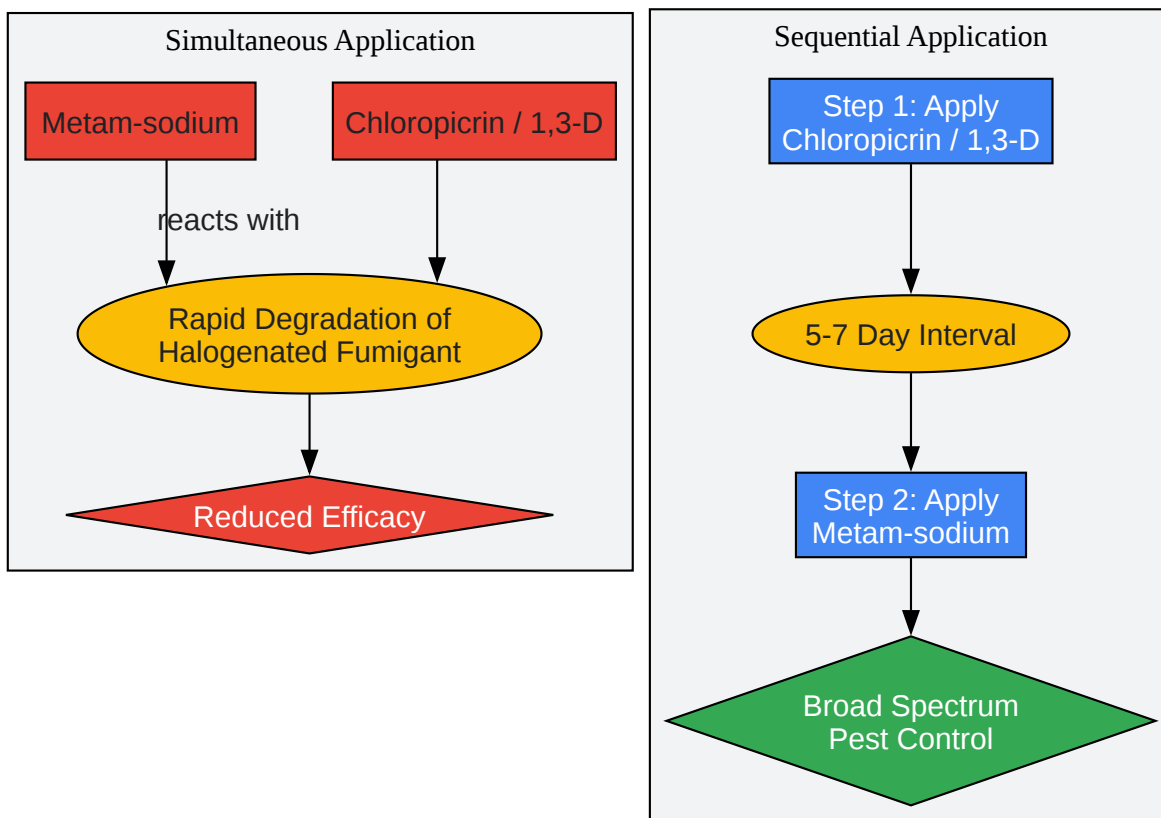 Simultaneous Application
Metam-sodium
Chloropicrin / 1,3-D
reacts with
Rapid Degradation of
Halogenated Fumigant
Reduced Efficacy
Sequential Application
Step 1: Apply
Chloropicrin / 1,3-D
5-7 Day Interval
Step 2: Apply
Metam-sodium
Broad Spectrum
Pest Control